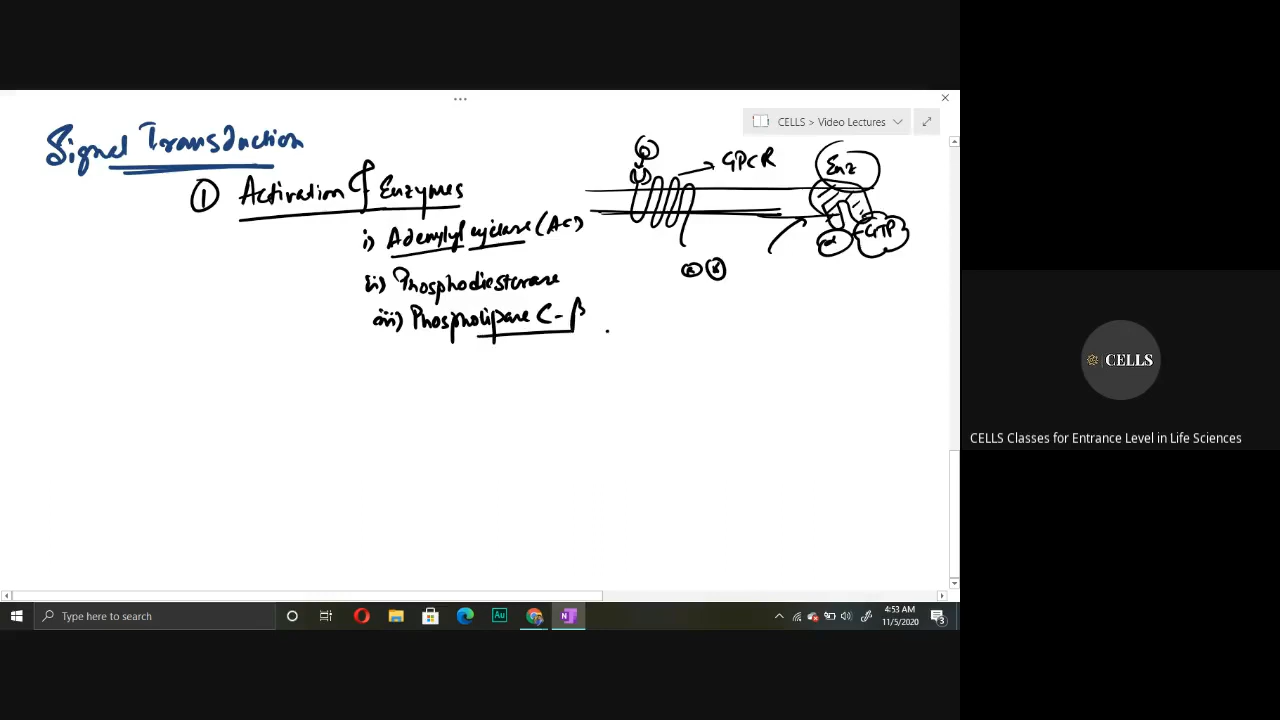 CELLS > Video Lectures
Signal Transduction
① Activation of Enzymes
i) Adenylyl cyclase (AC)
ii) Phosphodiesterase
iii) Phospholipase C-β
GPCR
Enz
α
GTP
CELLS
CELLS Classes for Entrance Level in Life Sciences
Type here to search
Au
4:53 AM
11/5/2020
3